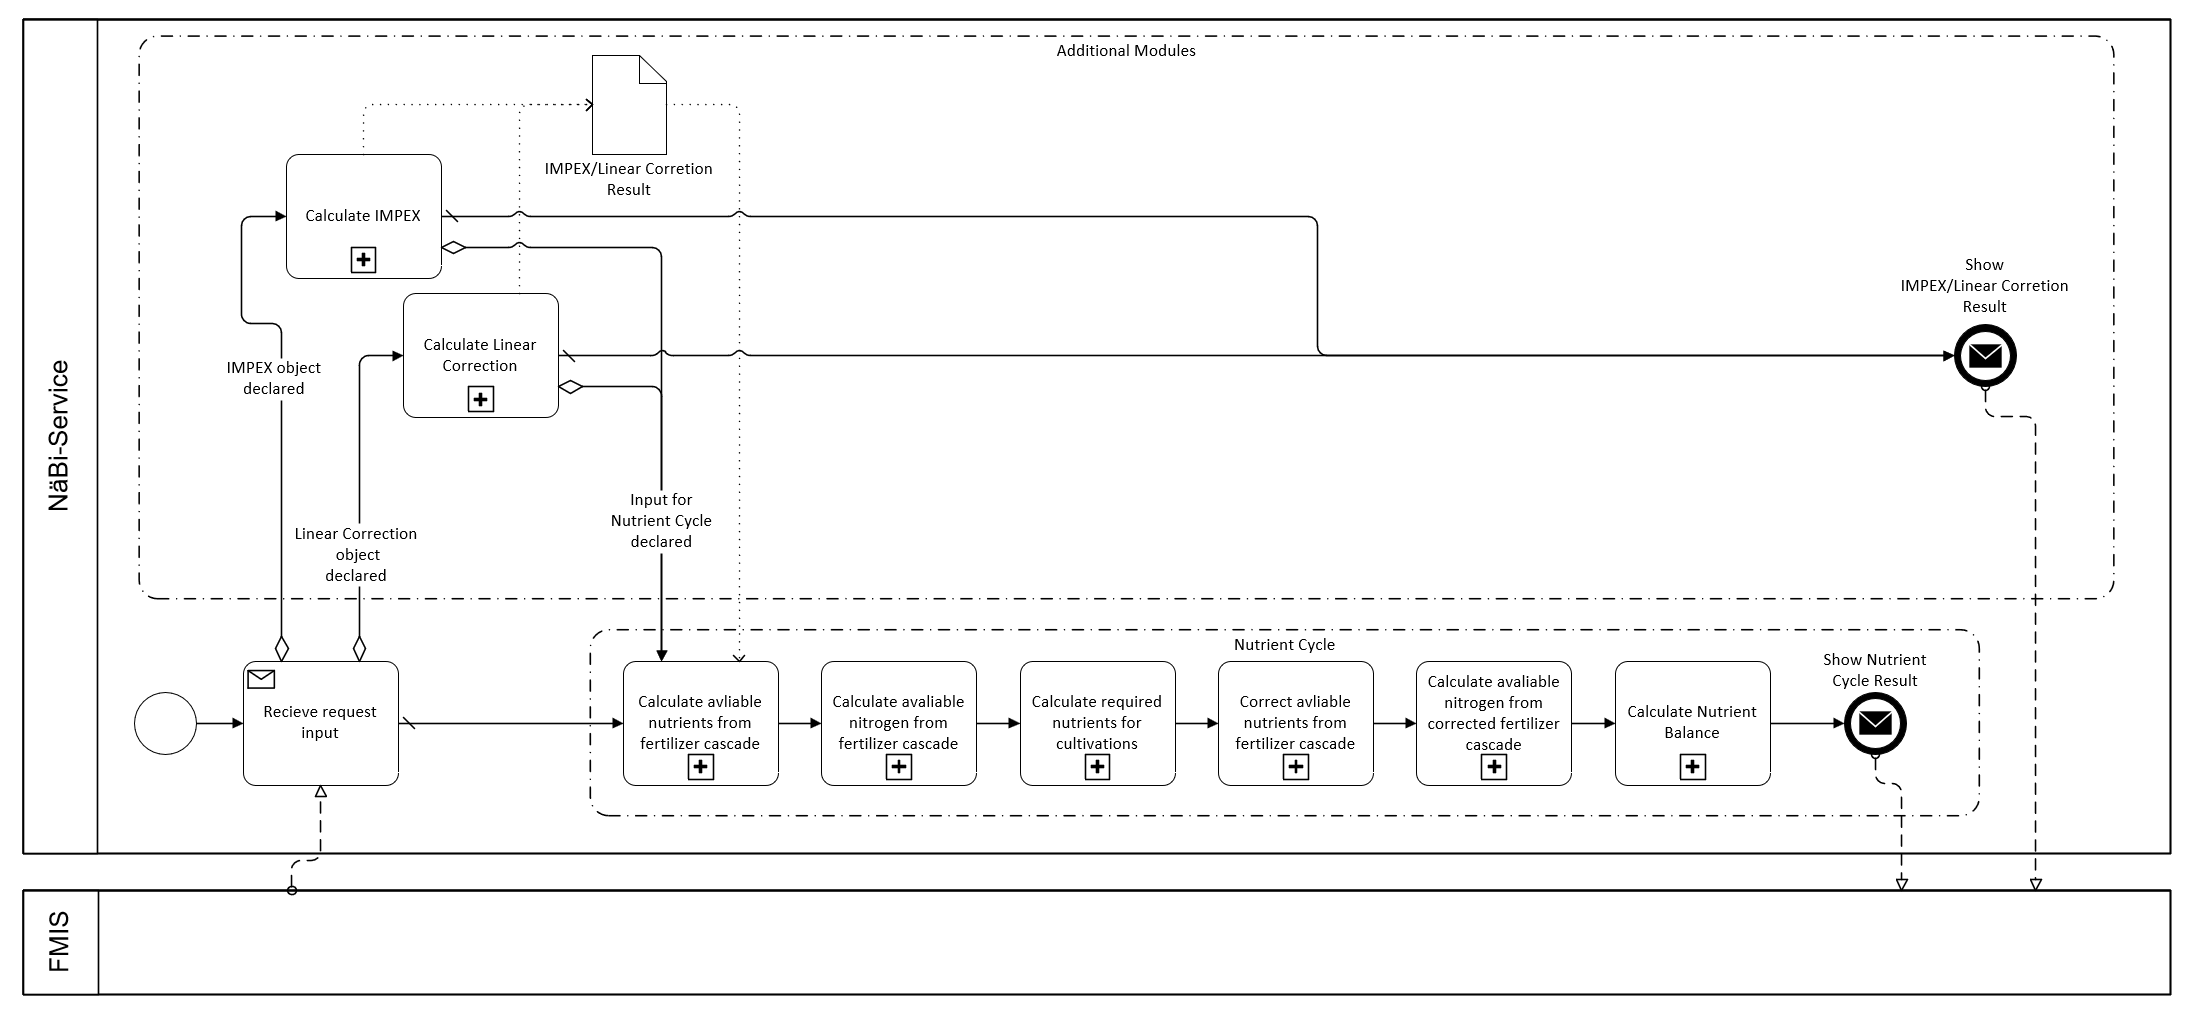 NäBi-Service
Additional Modules
IMPEX/Linear Corretion
Result
Calculate IMPEX
Show
IMPEX/Linear Corretion
Result
Calculate Linear
Correction
IMPEX object
declared
Linear Correction
object
declared
Input for
Nutrient Cycle
declared
Nutrient Cycle
Recieve request
input
Calculate avliable
nutrients from
fertilizer cascade
Calculate avaliable
nitrogen from
fertilizer cascade
Calculate required
nutrients for
cultivations
Correct avliable
nutrients from
fertilizer cascade
Calculate avaliable
nitrogen from
corrected fertilizer
cascade
Calculate Nutrient
Balance
Show Nutrient
Cycle Result
FMIS